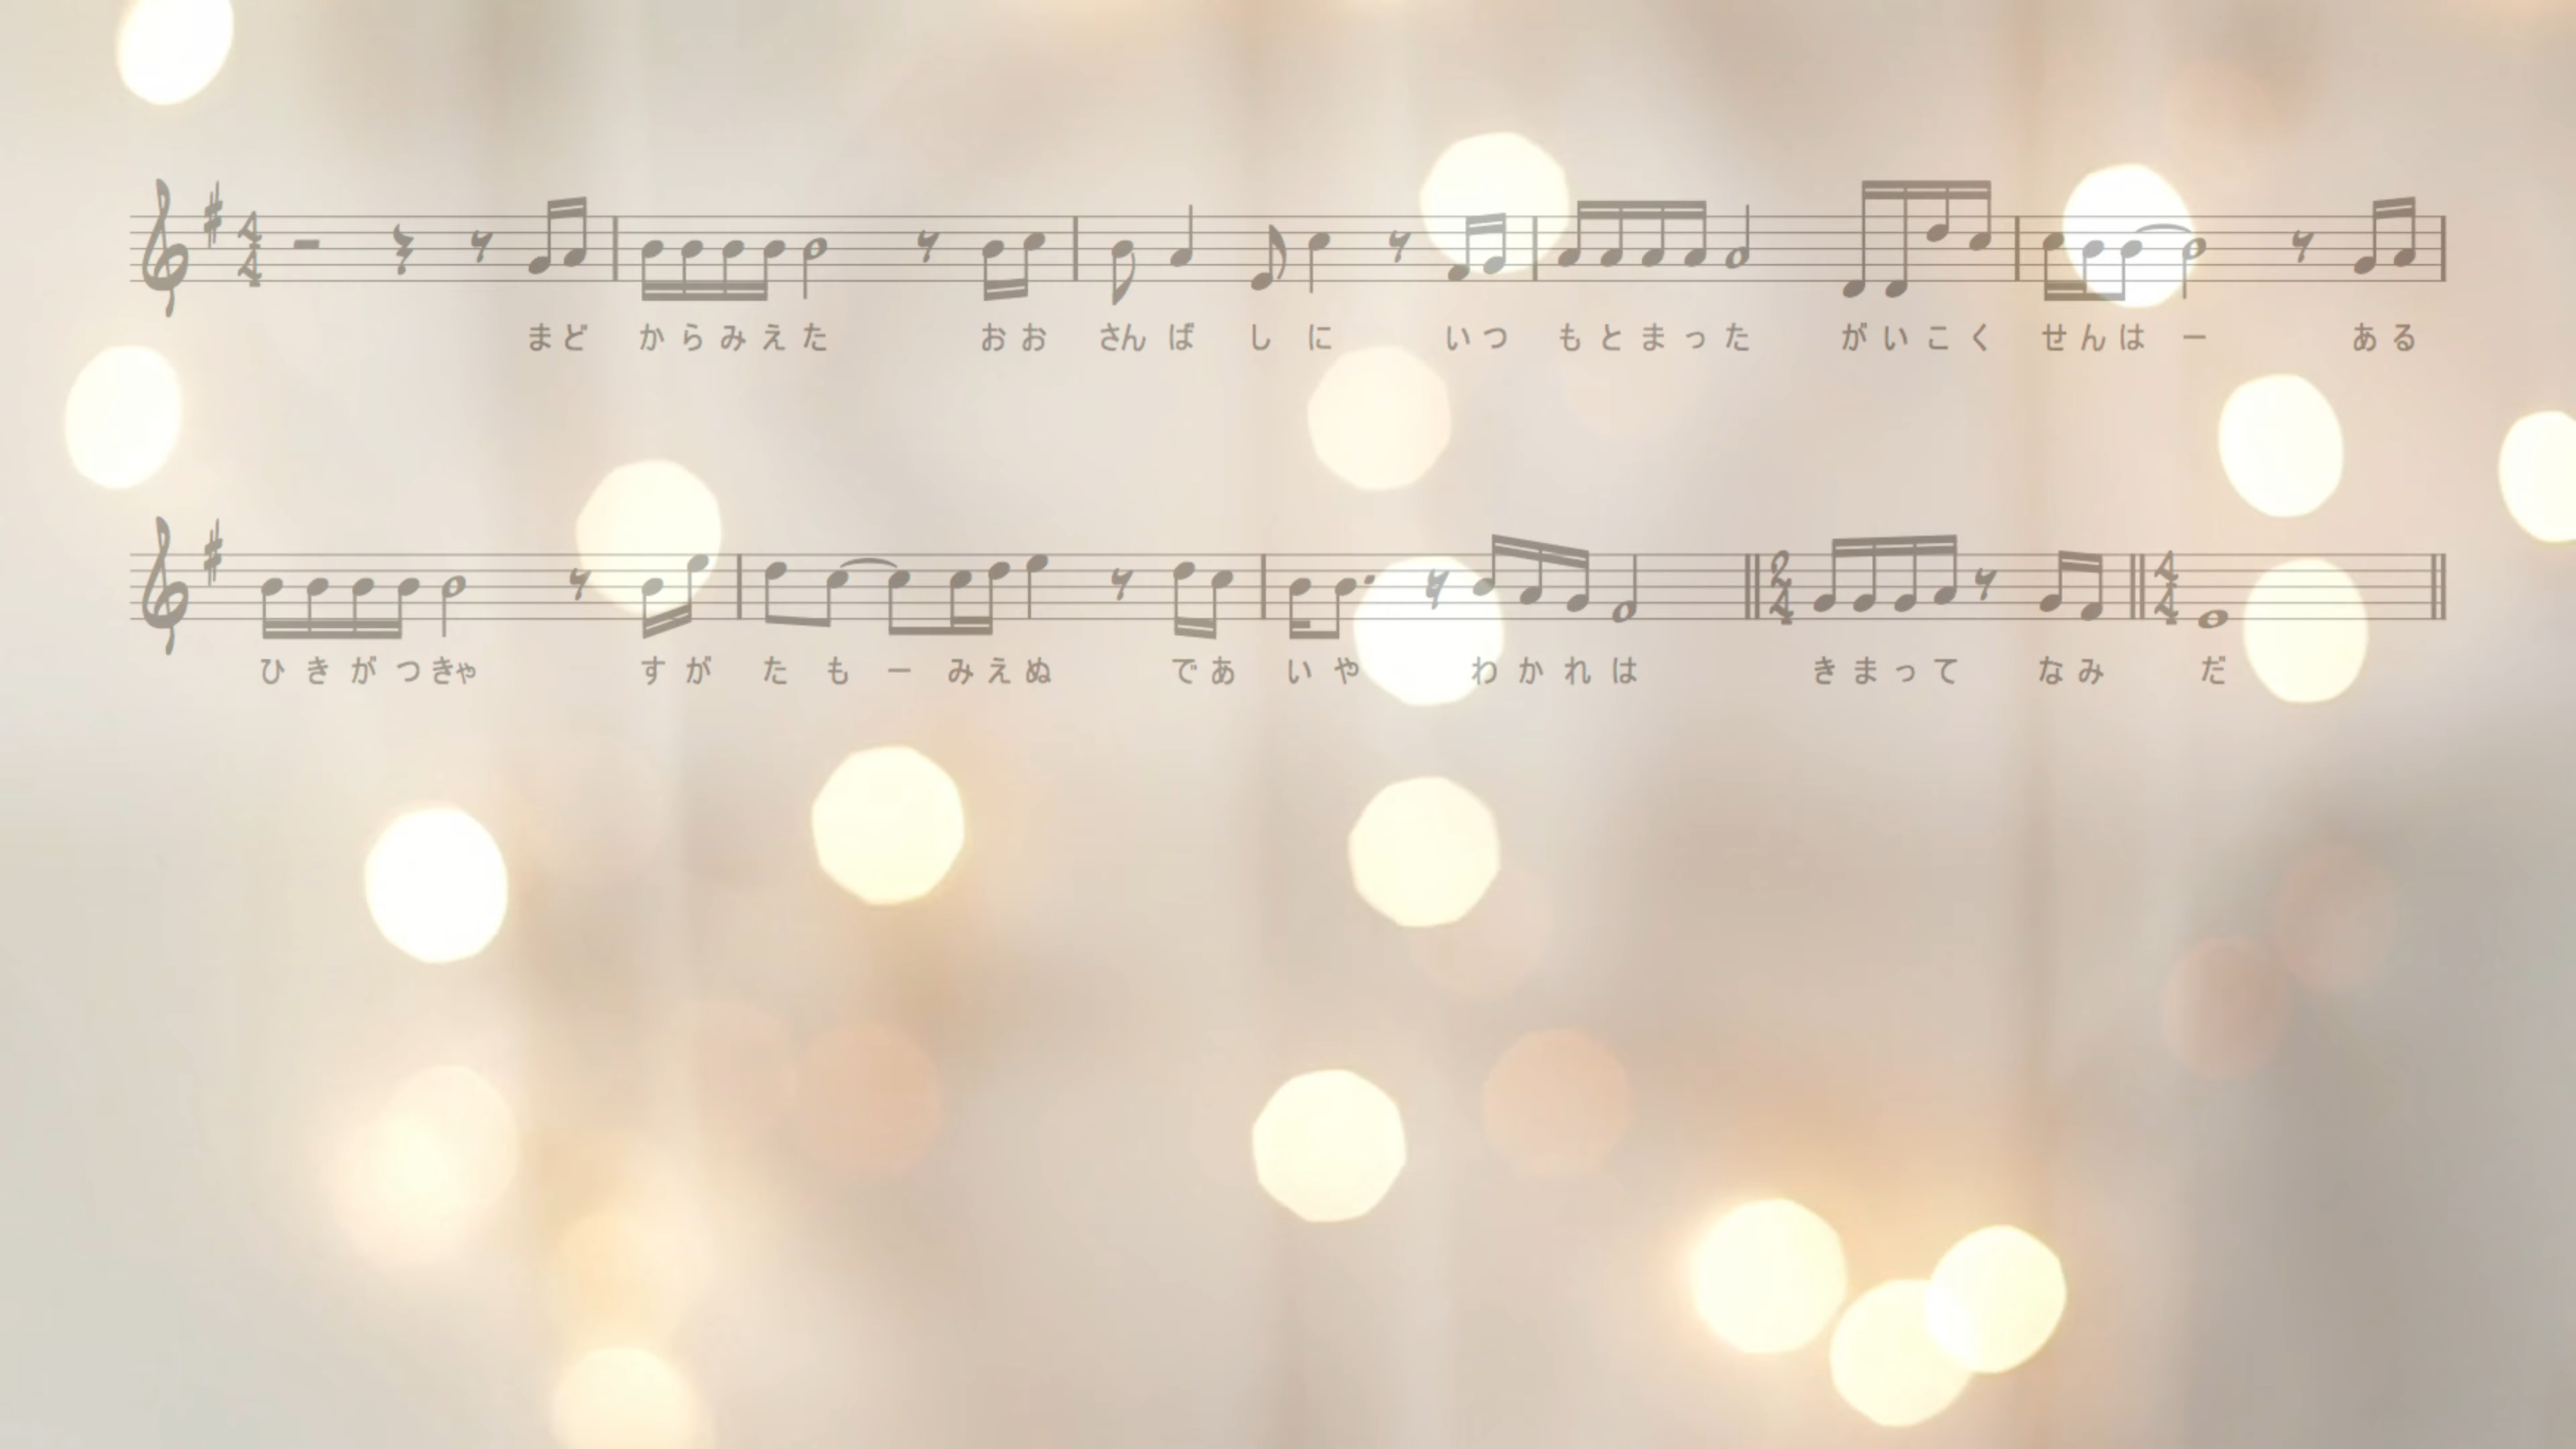 まど からみえた おお さん ば し に いつ もとまった がいこく せんは ー ある
ひきがつきゃ すが た も ー みえぬ であ いや わかれは きまって なみ だ